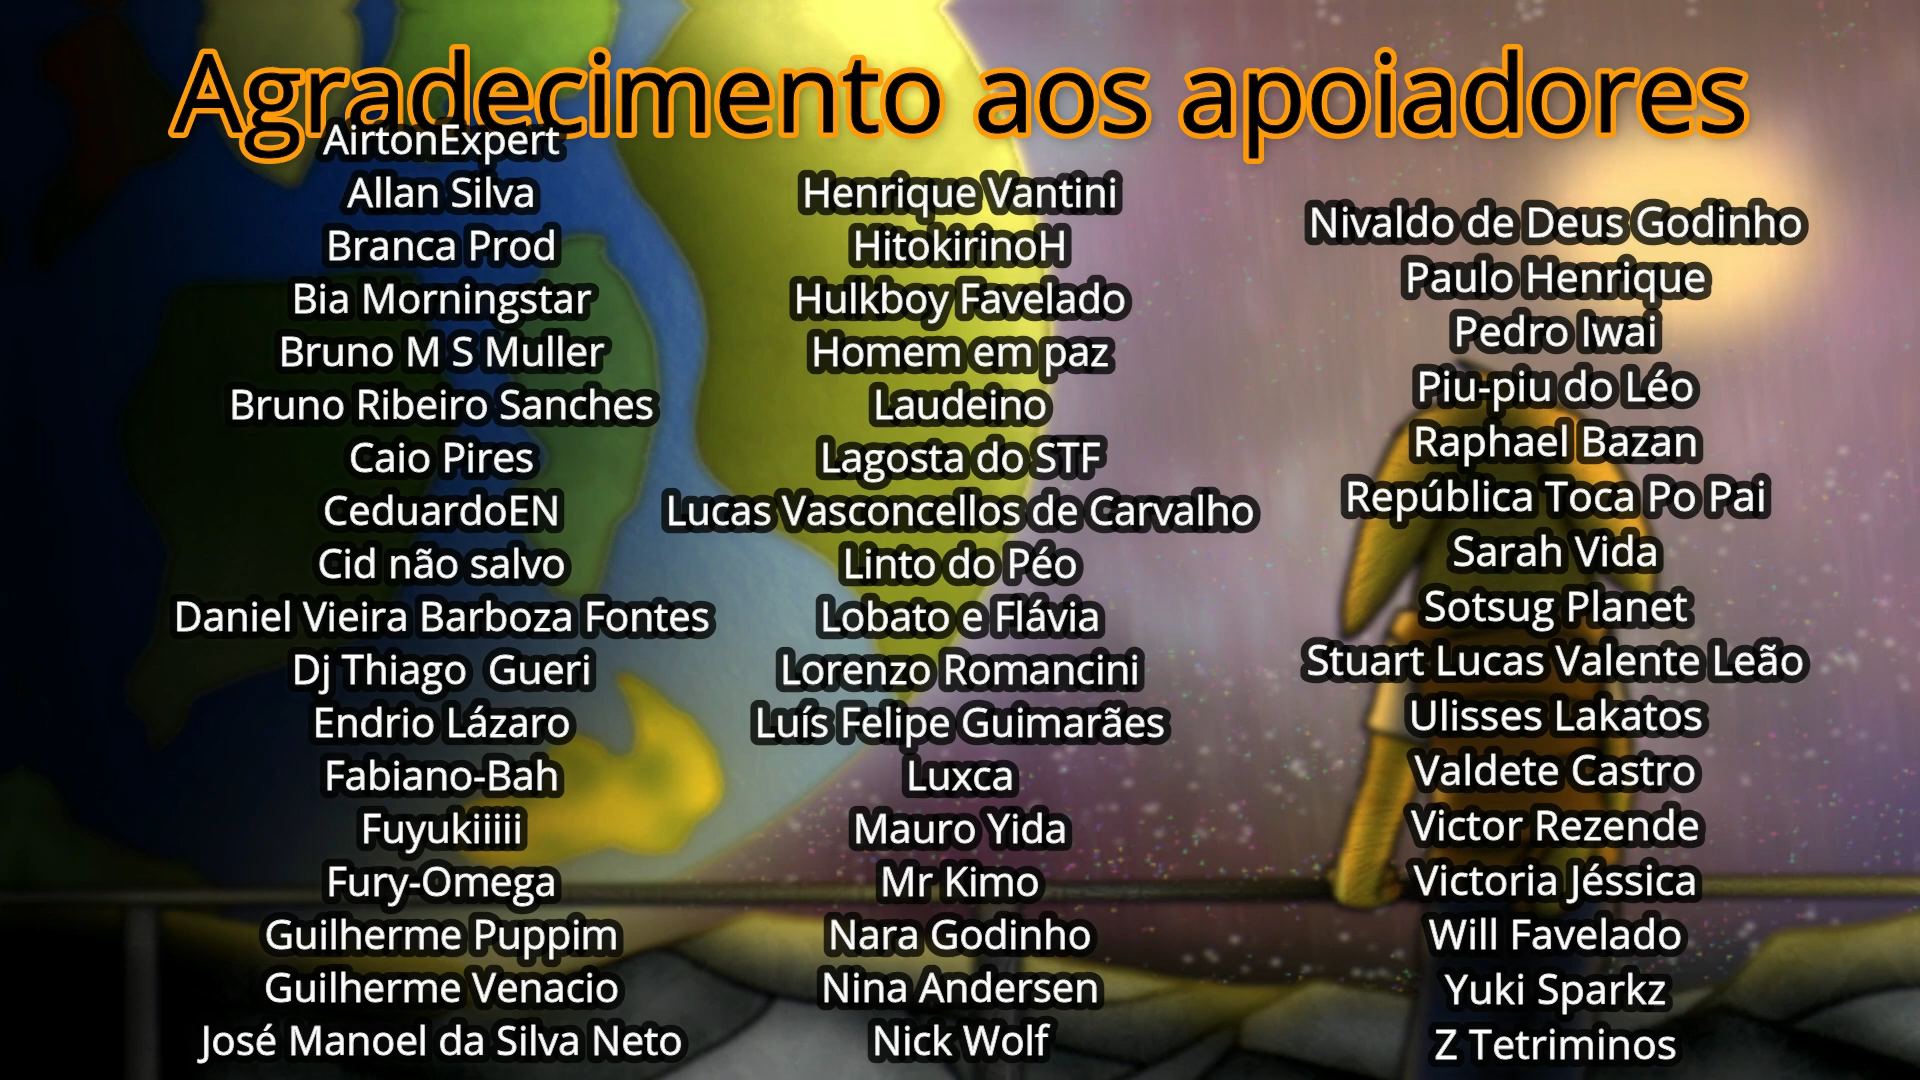 Agradecimento aos apoiadores
AirtonExpert
Allan Silva
Branca Prod
Bia Morningstar
Bruno M S Muller
Bruno Ribeiro Sanches
Caio Pires
CeduardoEN
Cid não salvo
Daniel Vieira Barboza Fontes
Dj Thiago  Gueri
Endrio Lázaro
Fabiano-Bah
Fuyukiiiii
Fury-Omega
Guilherme Puppim
Guilherme Venacio
José Manoel da Silva Neto
Henrique Vantini
HitokirinoH
Hulkboy Favelado
Homem em paz
Laudeino
Lagosta do STF
Lucas Vasconcellos de Carvalho
Linto do Péo
Lobato e Flávia
Lorenzo Romancini
Luís Felipe Guimarães
Luxca
Mauro Yida
Mr Kimo
Nara Godinho
Nina Andersen
Nick Wolf
Nivaldo de Deus Godinho
Paulo Henrique
Pedro Iwai
Piu-piu do Léo
Raphael Bazan
República Toca Po Pai
Sarah Vida
Sotsug Planet
Stuart Lucas Valente Leão
Ulisses Lakatos
Valdete Castro
Victor Rezende
Victoria Jéssica
Will Favelado
Yuki Sparkz
Z Tetriminos